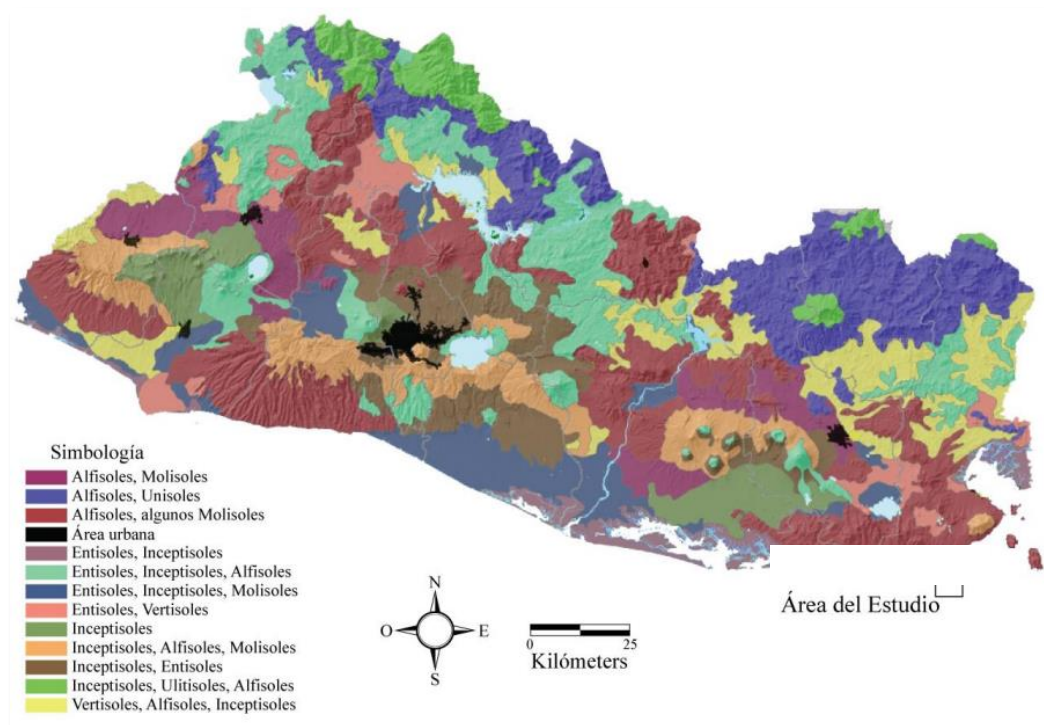 Simbología
Alfisoles, Molisoles
Alfisoles, Unisoles
Alfisoles, algunos Molisoles
Área urbana
Entisoles, Inceptisoles
Entisoles, Inceptisoles, Alfisoles
Entisoles, Inceptisoles, Molisoles
Entisoles, Vertisoles
Inceptisoles
Inceptisoles, Alfisoles, Molisoles
Inceptisoles, Entisoles
Inceptisoles, Ulitisoles, Alfisoles
Vertisoles, Alfisoles, Inceptisoles
N
O
E
S
0
25
Kilómeters
Área del Estudio